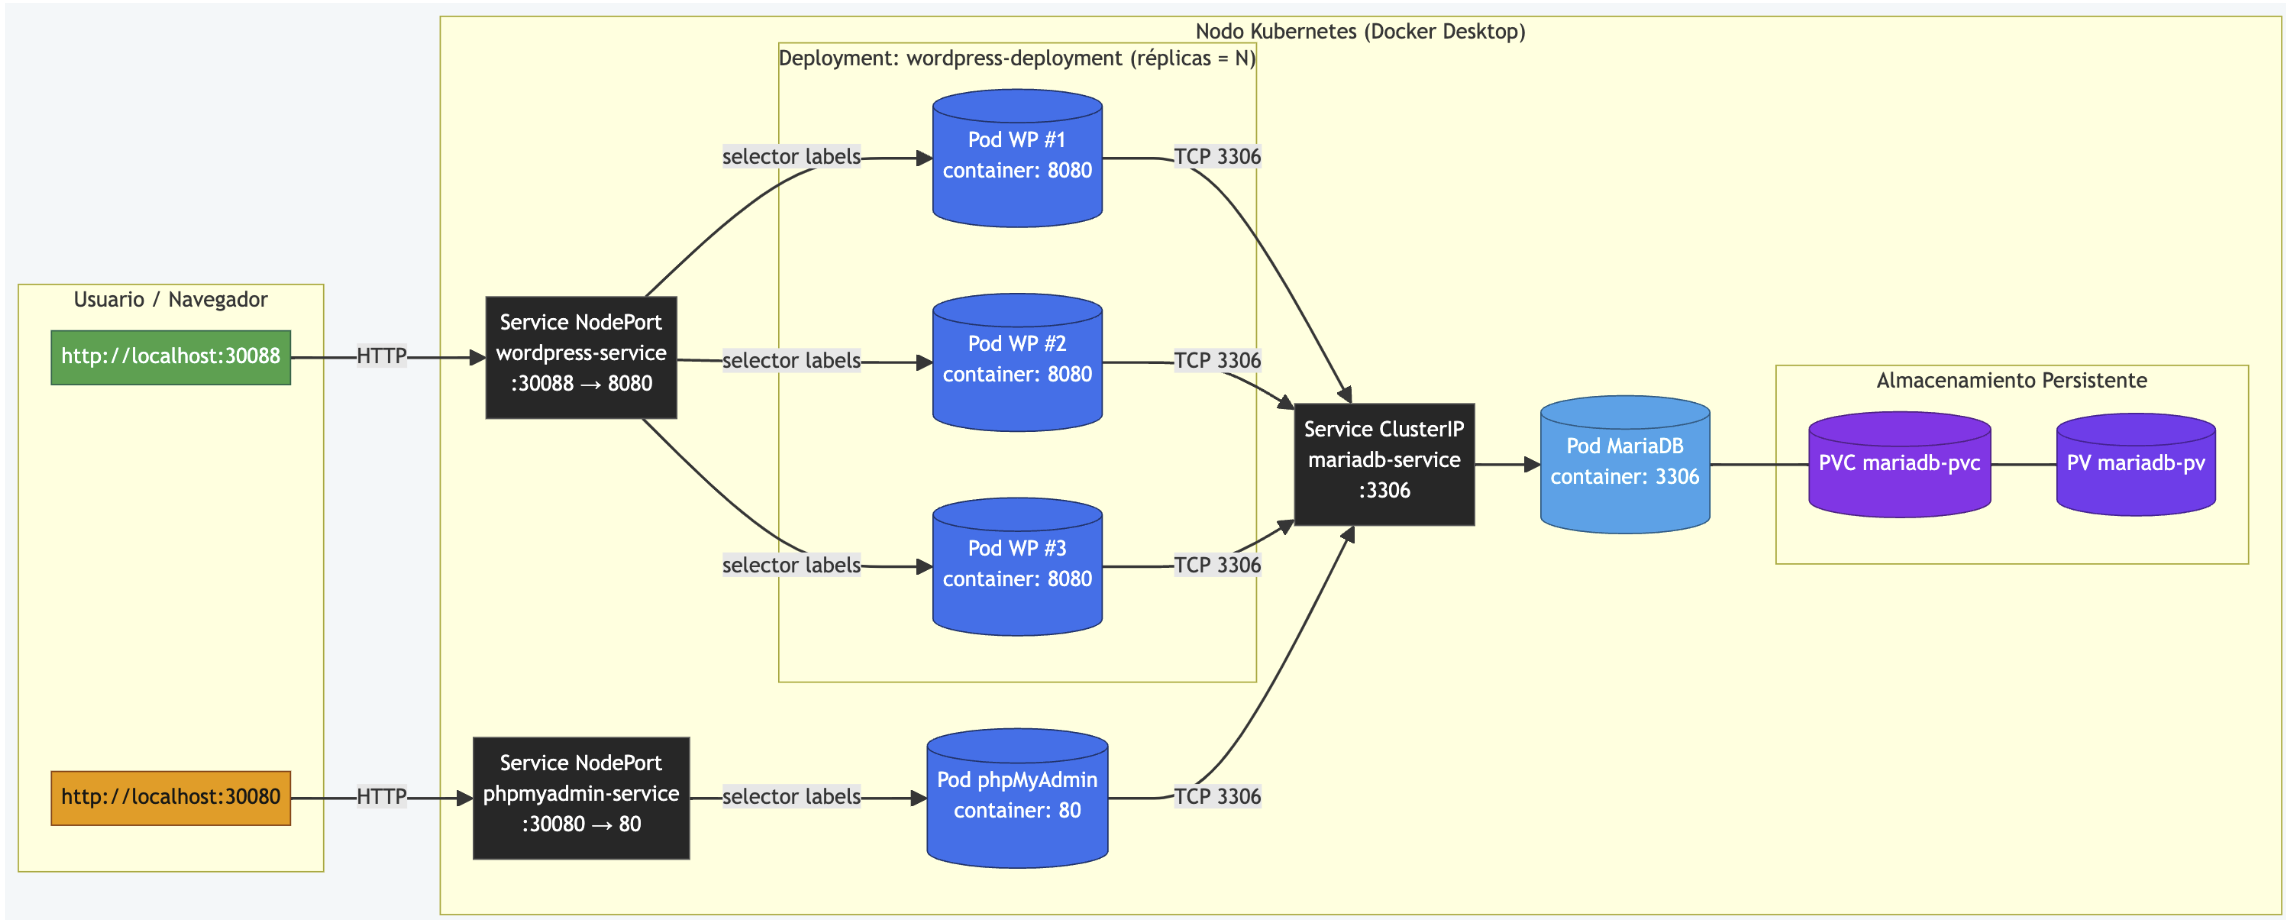 Nodo Kubernetes (Docker Desktop)
Deployment: wordpress-deployment (réplicas = N)
Usuario / Navegador
http://localhost:30088
http://localhost:30080
HTTP
HTTP
Service NodePort
wordpress-service
:30088 → 8080
Service NodePort
phpmyadmin-service
:30080 → 80
selector labels
selector labels
selector labels
selector labels
Pod WP #1
container: 8080
Pod WP #2
container: 8080
Pod WP #3
container: 8080
Pod phpMyAdmin
container: 80
TCP 3306
TCP 3306
TCP 3306
TCP 3306
Service ClusterIP
mariadb-service
:3306
Pod MariaDB
container: 3306
Almacenamiento Persistente
PVC mariadb-pvc
PV mariadb-pv